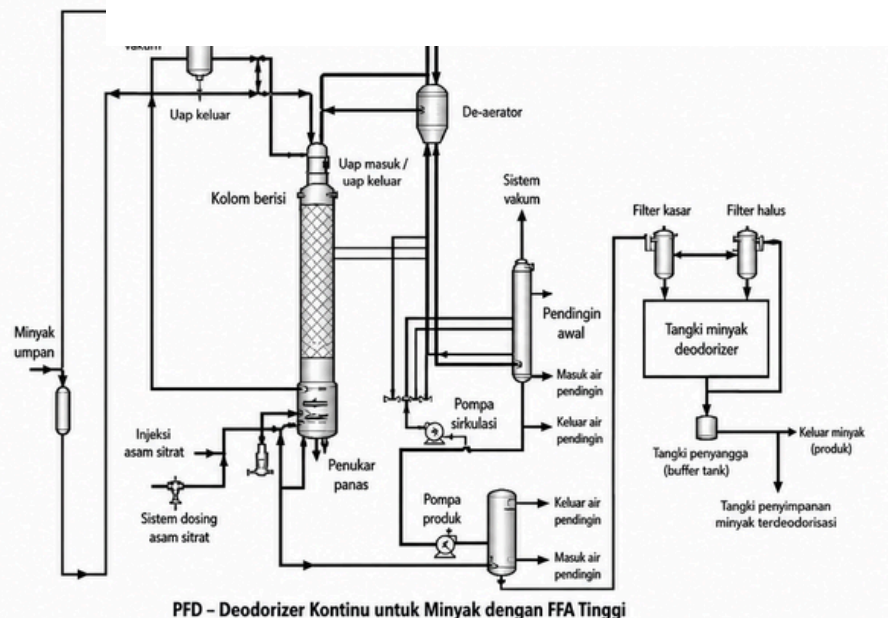 vakum
Uap keluar
De-aerator
Uap masuk /
uap keluar
Kolom berisi
Sistem
vakum
Filter kasar
Filter halus
Pendingin
awal
Tangki minyak
deodorizer
Minyak
umpan
Masuk air
pendingin
Pompa
sirkulasi
Keluar air
pendingin
Injeksi
asam sitrat
Penukar
panas
Tangki penyangga
(buffer tank)
Keluar minyak
(produk)
Sistem dosing
asam sitrat
Pompa
produk
Keluar air
pendingin
Tangki penyimpanan
minyak terdeodorisasi
Masuk air
pendingin
PFD – Deodorizer Kontinu untuk Minyak dengan FFA Tinggi